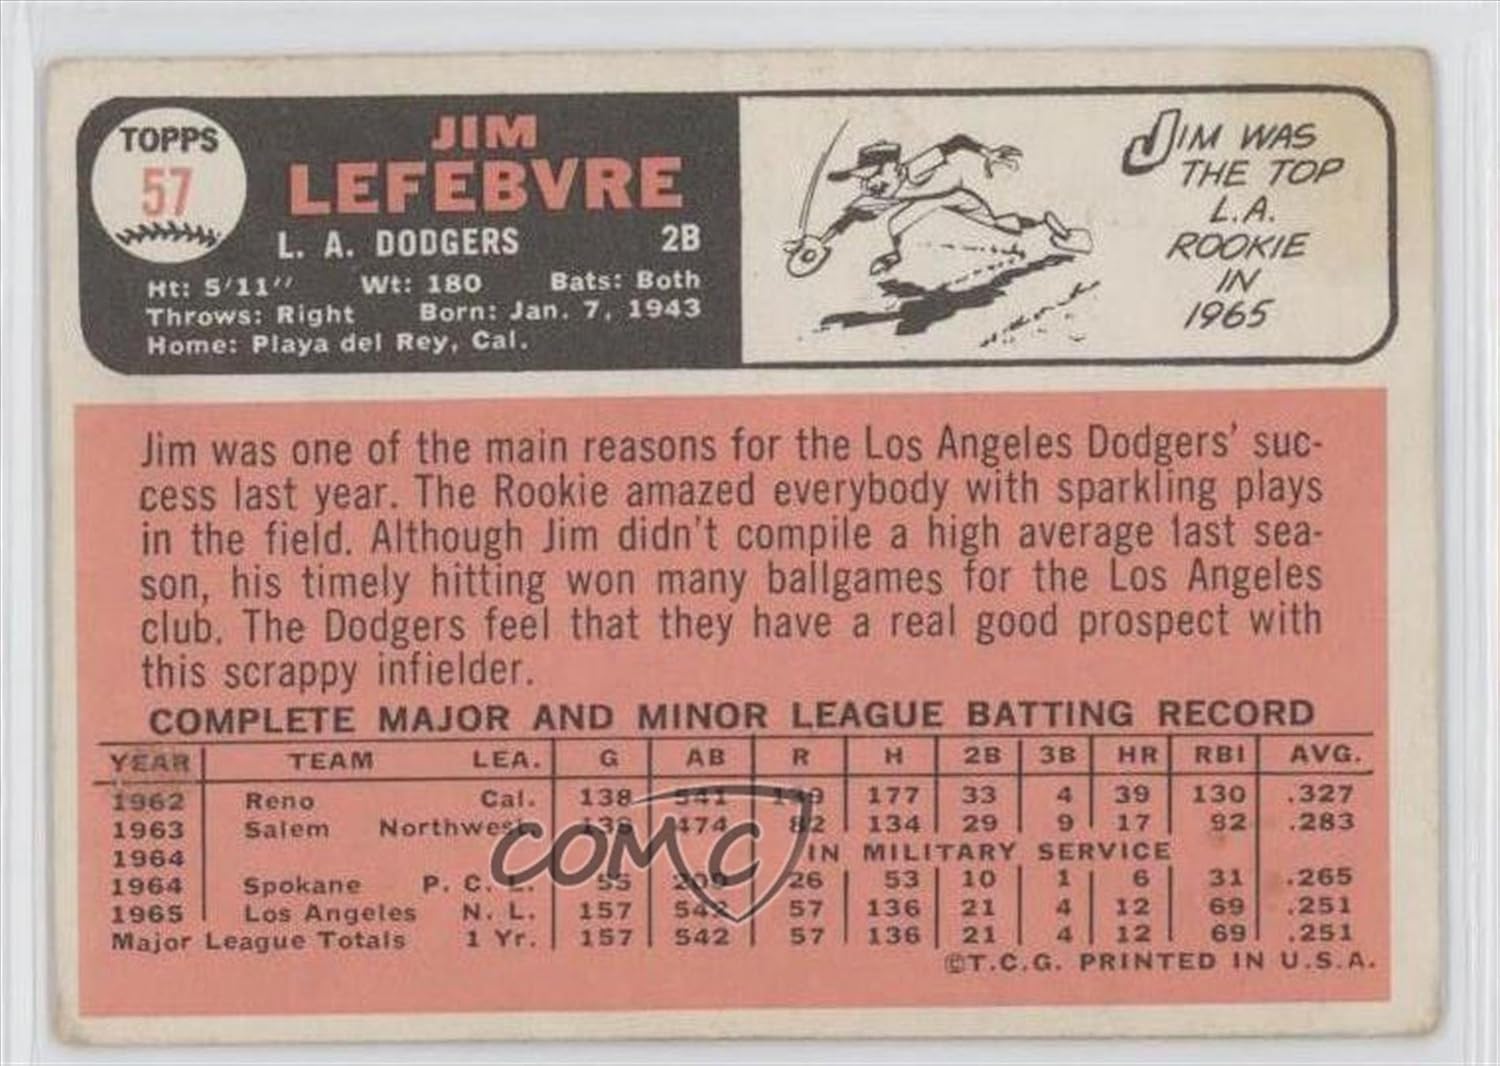 TOPPS
57
JIM
LEFEBVRE
L. A. DODGERS 2B
Ht: 5'11" Wt: 180 Bats: Both
Throws: Right Born: Jan. 7, 1943
Home: Playa del Rey, Cal.
JIM WAS
THE TOP
L.A.
ROOKIE
IN
1965
Jim was one of the main reasons for the Los Angeles Dodgers' suc-
cess last year. The Rookie amazed everybody with sparkling plays
in the field. Although Jim didn't compile a high average last sea-
son, his timely hitting won many ballgames for the Los Angeles
club. The Dodgers feel that they have a real good prospect with
this scrappy infielder.
COMPLETE MAJOR AND MINOR LEAGUE BATTING RECORD
YEAR TEAM LEA. G AB R H 2B 3B HR RBI AVG.
1962 Reno Cal. 138 541 139 177 33 4 39 130 .327
1963 Salem Northwest 138 474 82 134 29 9 17 92 .283
1964 IN MILITARY SERVICE
1964 Spokane P. C. L. 55 200 26 53 10 1 6 31 .265
1965 Los Angeles N. L. 157 542 57 136 21 4 12 69 .251
Major League Totals 1 Yr. 157 542 57 136 21 4 12 69 .251
©T.C.G. PRINTED IN U.S.A.
COMC